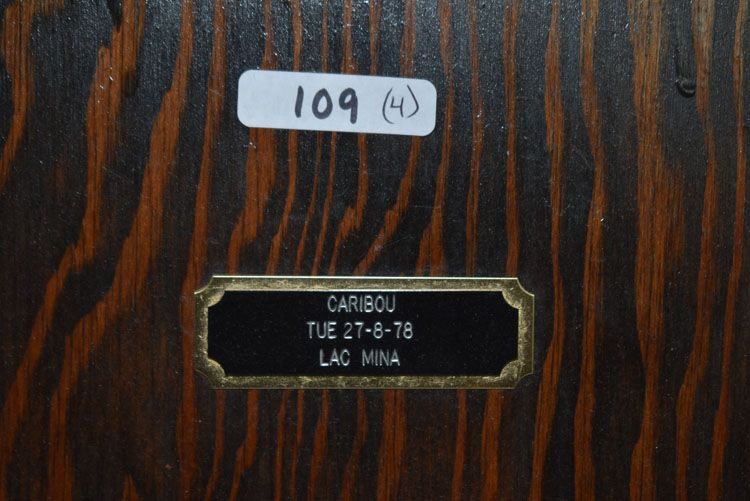 109 (4)
CARIBOU
TUE 27-8-78
LAC MINA